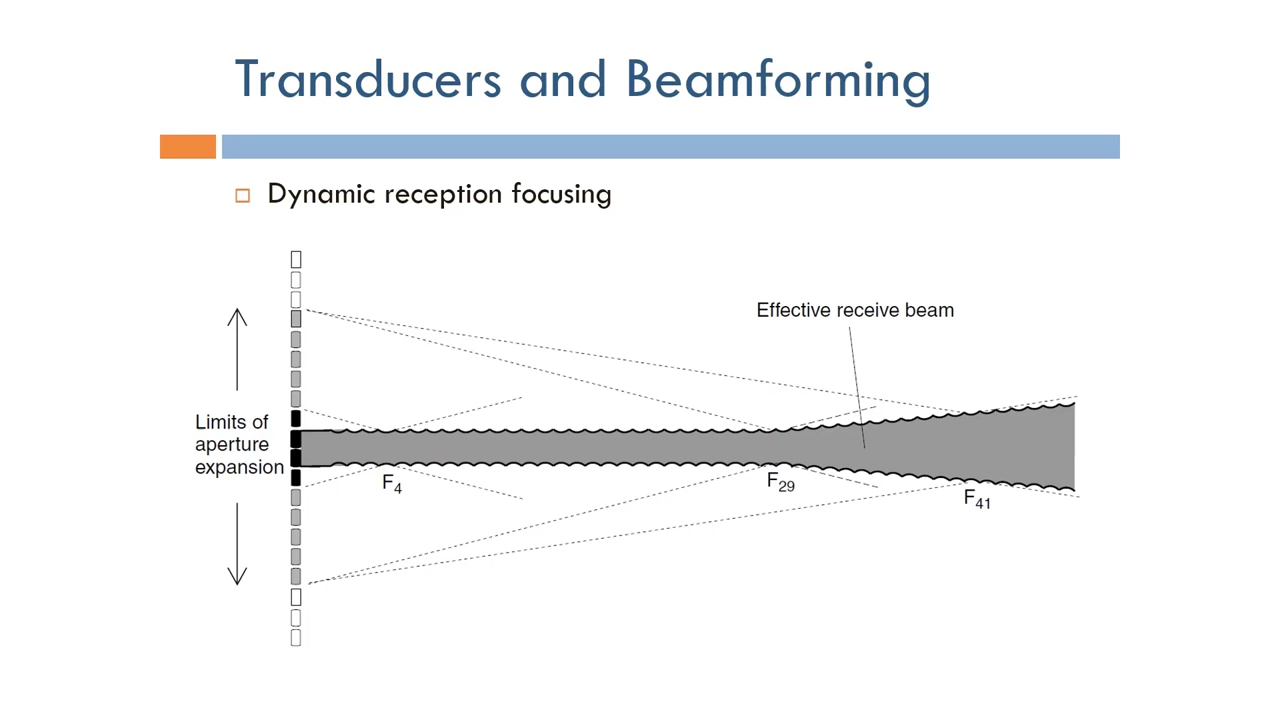 Transducers and Beamforming
Dynamic reception focusing
Effective receive beam
Limits of
aperture
expansion
F4
F29
F41